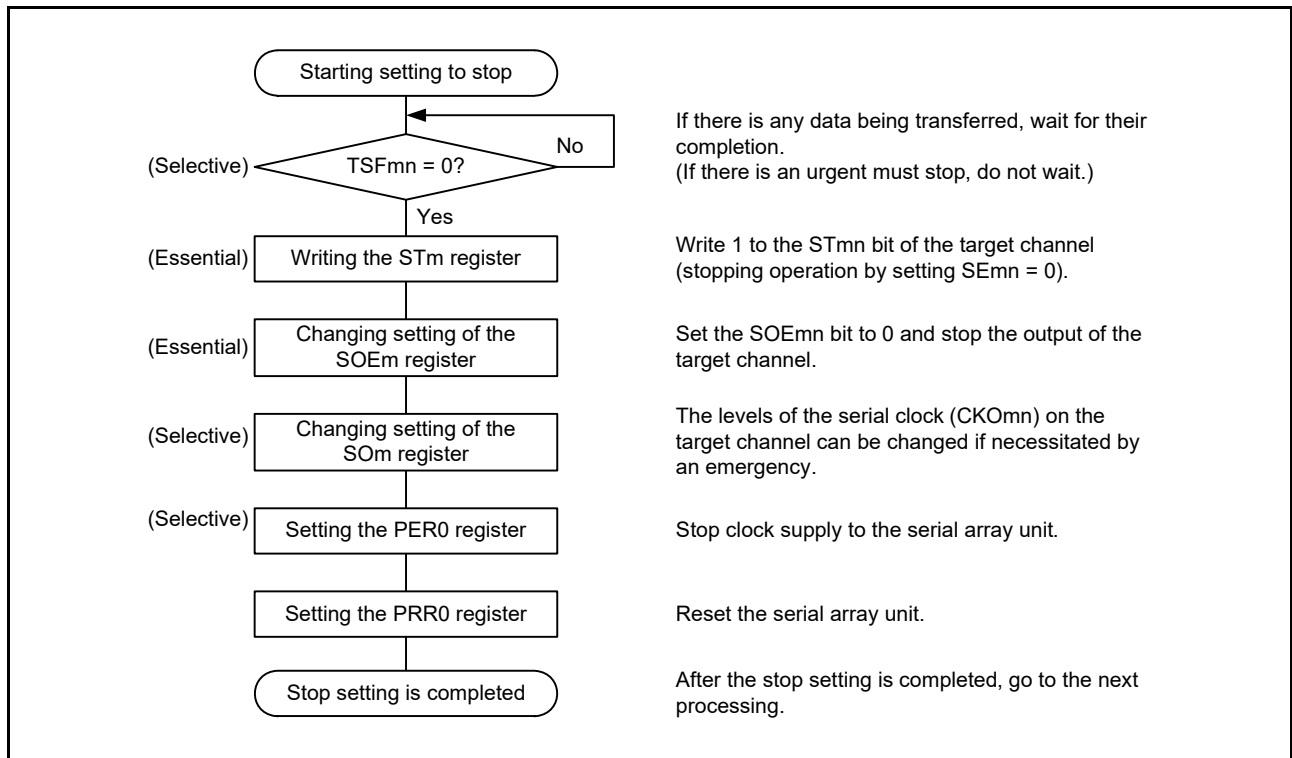 Starting setting to stop
No
If there is any data being transferred, wait for their
completion.
(If there is an urgent must stop, do not wait.)
(Selective)
TSFmn = 0?
Yes
(Essential)
Writing the STm register
Write 1 to the STmn bit of the target channel
(stopping operation by setting SEmn = 0).
(Essential)
Changing setting of the
SOEm register
Set the SOEmn bit to 0 and stop the output of the
target channel.
(Selective)
Changing setting of the
SOm register
The levels of the serial clock (CKOmn) on the
target channel can be changed if necessitated by
an emergency.
(Selective)
Setting the PER0 register
Stop clock supply to the serial array unit.
Setting the PRR0 register
Reset the serial array unit.
Stop setting is completed
After the stop setting is completed, go to the next
processing.